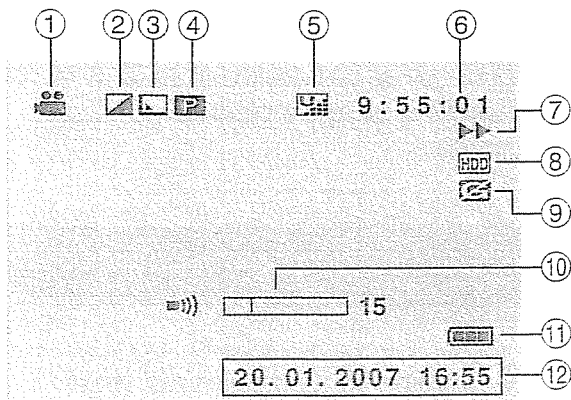 ① ② ③ ④ ⑤ ⑥
P 9:55:01
⑦
HDD ⑧
⑨
⑩
15
⑪
20.01.2007 16:55 ⑫